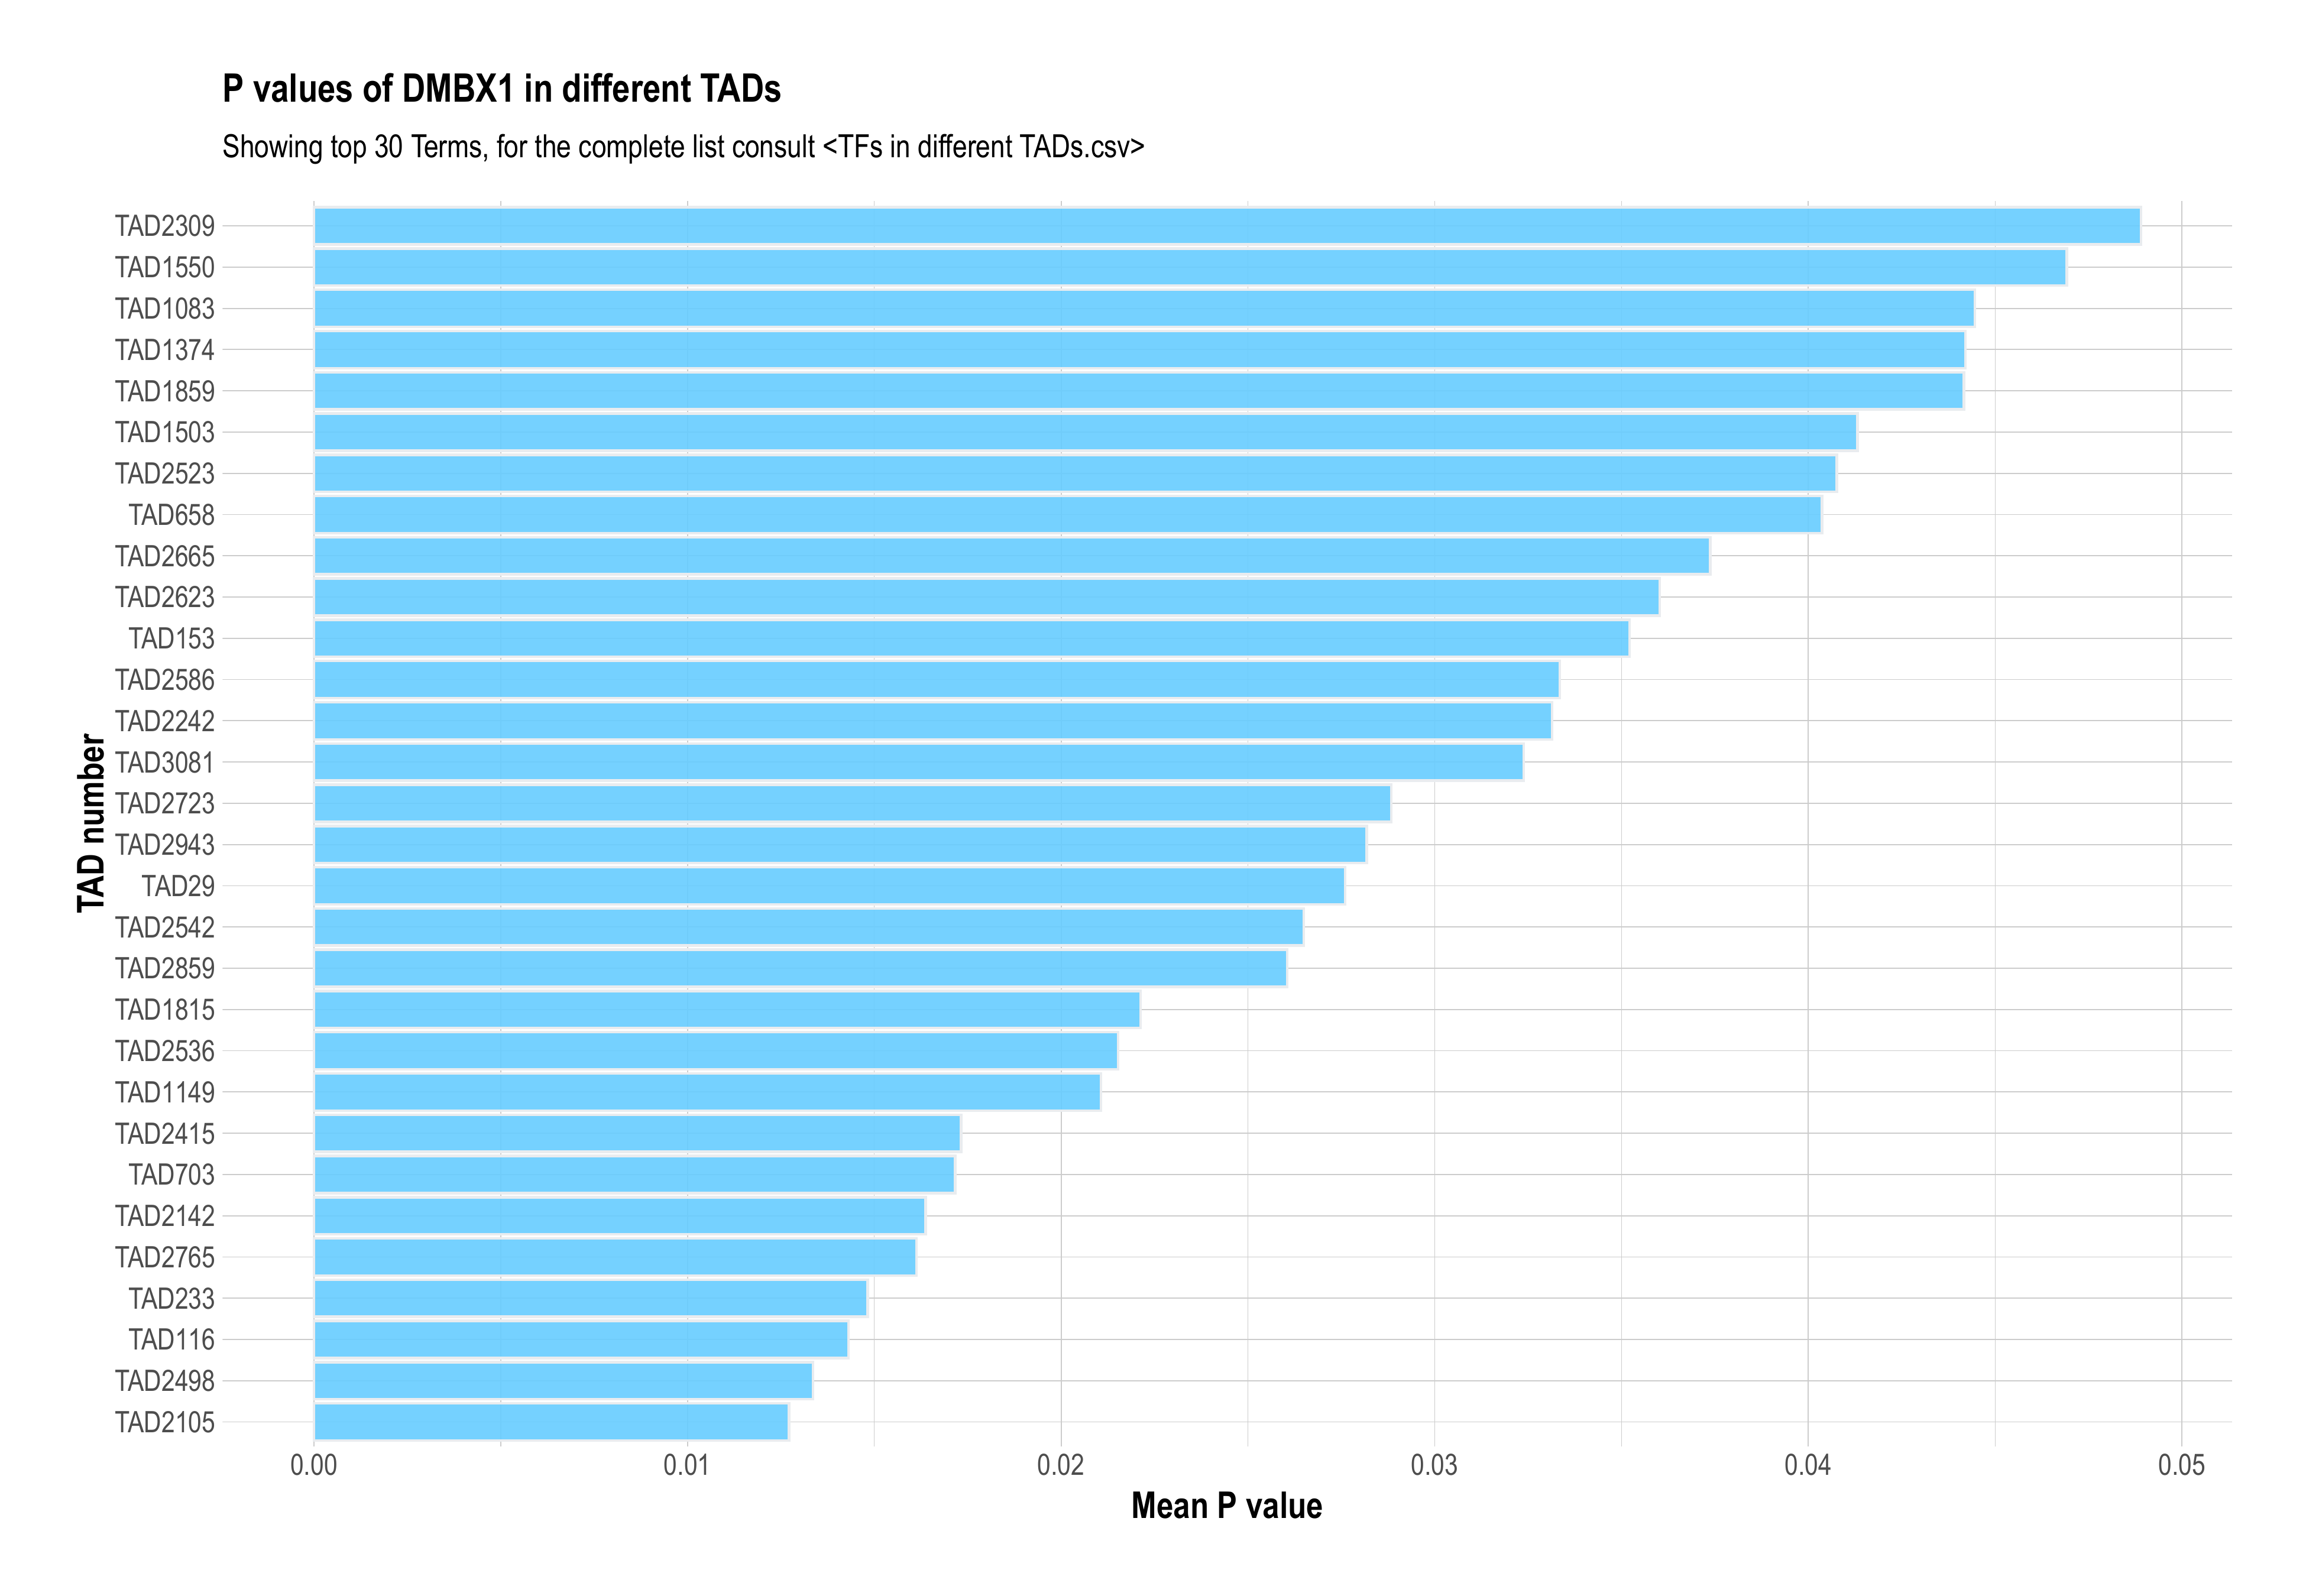 P values of DMBX1 in different TADs
Showing top 30 Terms, for the complete list consult <TFs in different TADs.csv>
TAD number
TAD2309
TAD1550
TAD1083
TAD1374
TAD1859
TAD1503
TAD2523
TAD658
TAD2665
TAD2623
TAD153
TAD2586
TAD2242
TAD3081
TAD2723
TAD2943
TAD29
TAD2542
TAD2859
TAD1815
TAD2536
TAD1149
TAD2415
TAD703
TAD2142
TAD2765
TAD233
TAD116
TAD2498
TAD2105
0.00 0.01 0.02 0.03 0.04 0.05
Mean P value